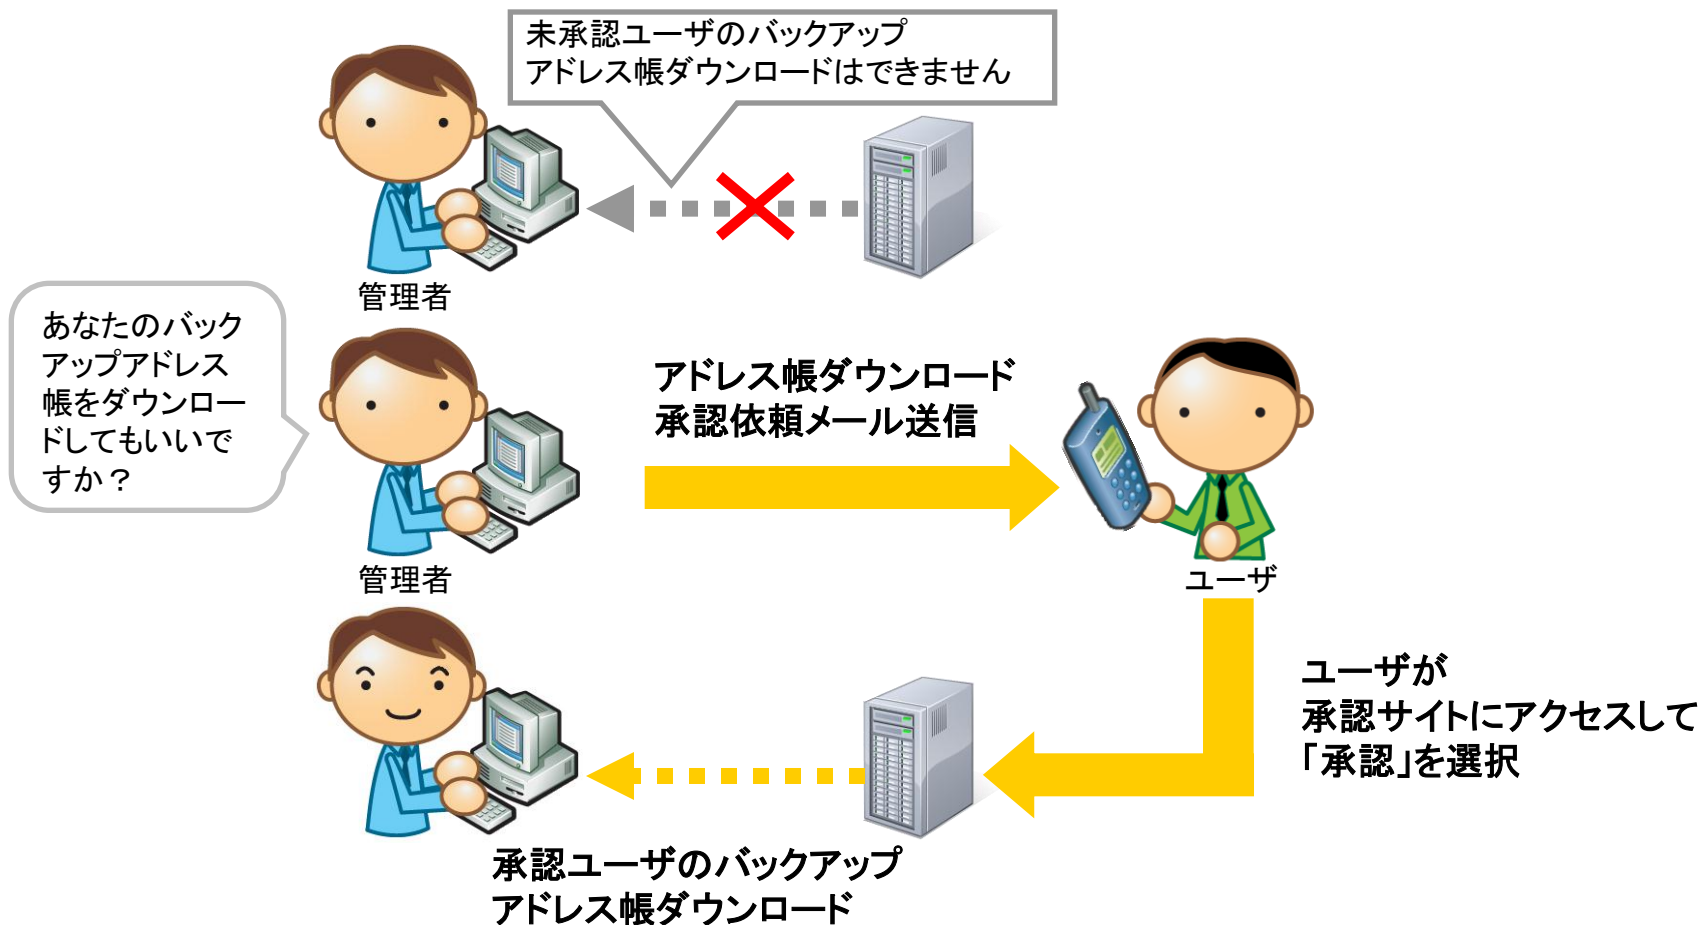 未承認ユーザのバックアップ
アドレス帳ダウンロードはできません
管理者
あなたのバック
アップアドレス
帳をダウンロー
ドしてもいいで
すか？
アドレス帳ダウンロード
承認依頼メール送信
管理者
ユーザ
ユーザが
承認サイトにアクセスして
「承認」を選択
承認ユーザのバックアップ
アドレス帳ダウンロード